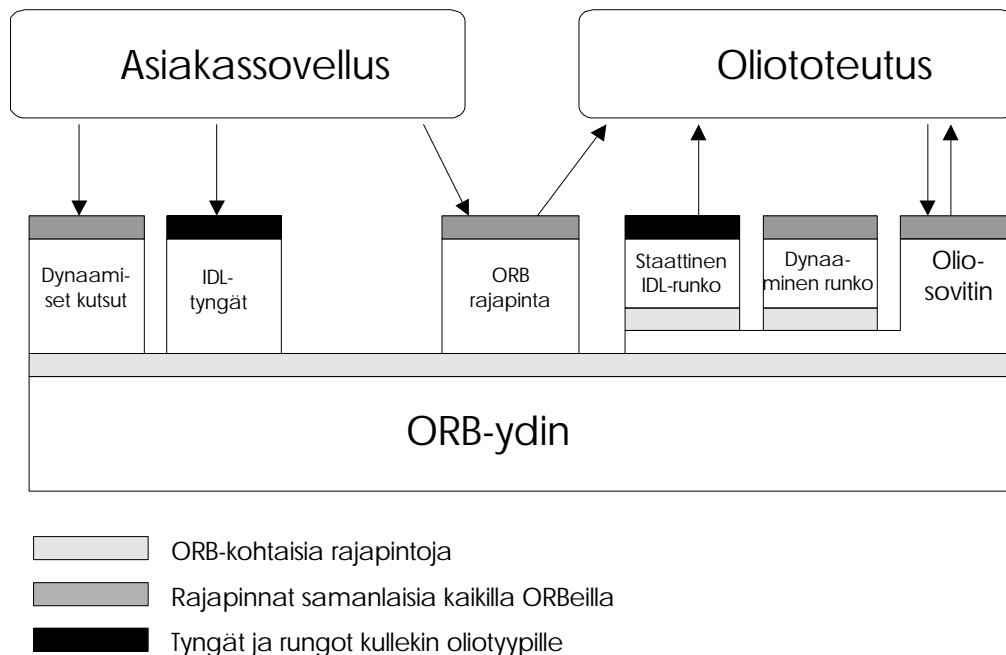 Asiakassovellus
Oliototeutus
Dynaami-
set kutsut
IDL-
tyngät
ORB
rajapinta
Staattinen
IDL-runko
Dynaa-
minen runko
Olio-
sovitin
ORB-ydin
ORB-kohtaisia rajapintoja
Rajapinnat samanlaisia kaikilla ORBeilla
Tyngät ja rungot kullekin oliotyypille